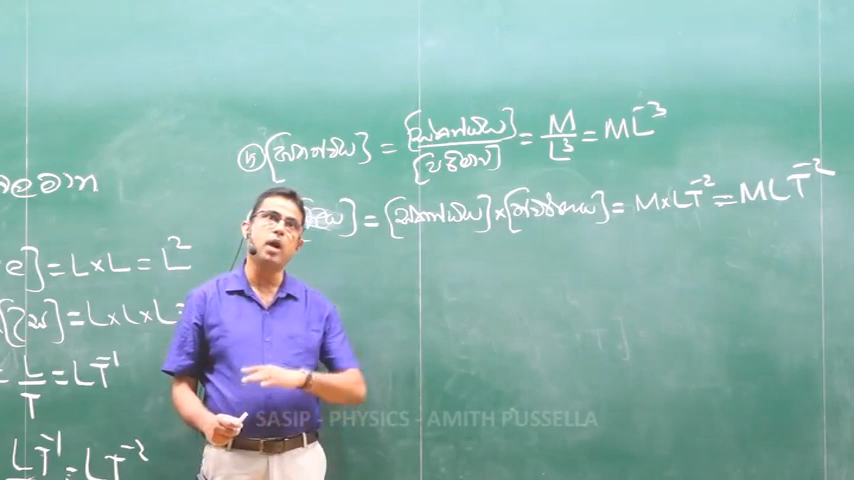 මාන
[ඝනත්වය] = [ස්කන්ධය]/[පරිමාව] = M/L³ = ML⁻³
[බලය] = [ස්කන්ධය] × [ත්වරණය] = M×LT⁻² = MLT⁻²
] = L×L = L²
] = L×L×L =
= L/T = LT⁻¹
LT⁻¹ = LT⁻²
SASIP - PHYSICS - AMITH PUSSELLA